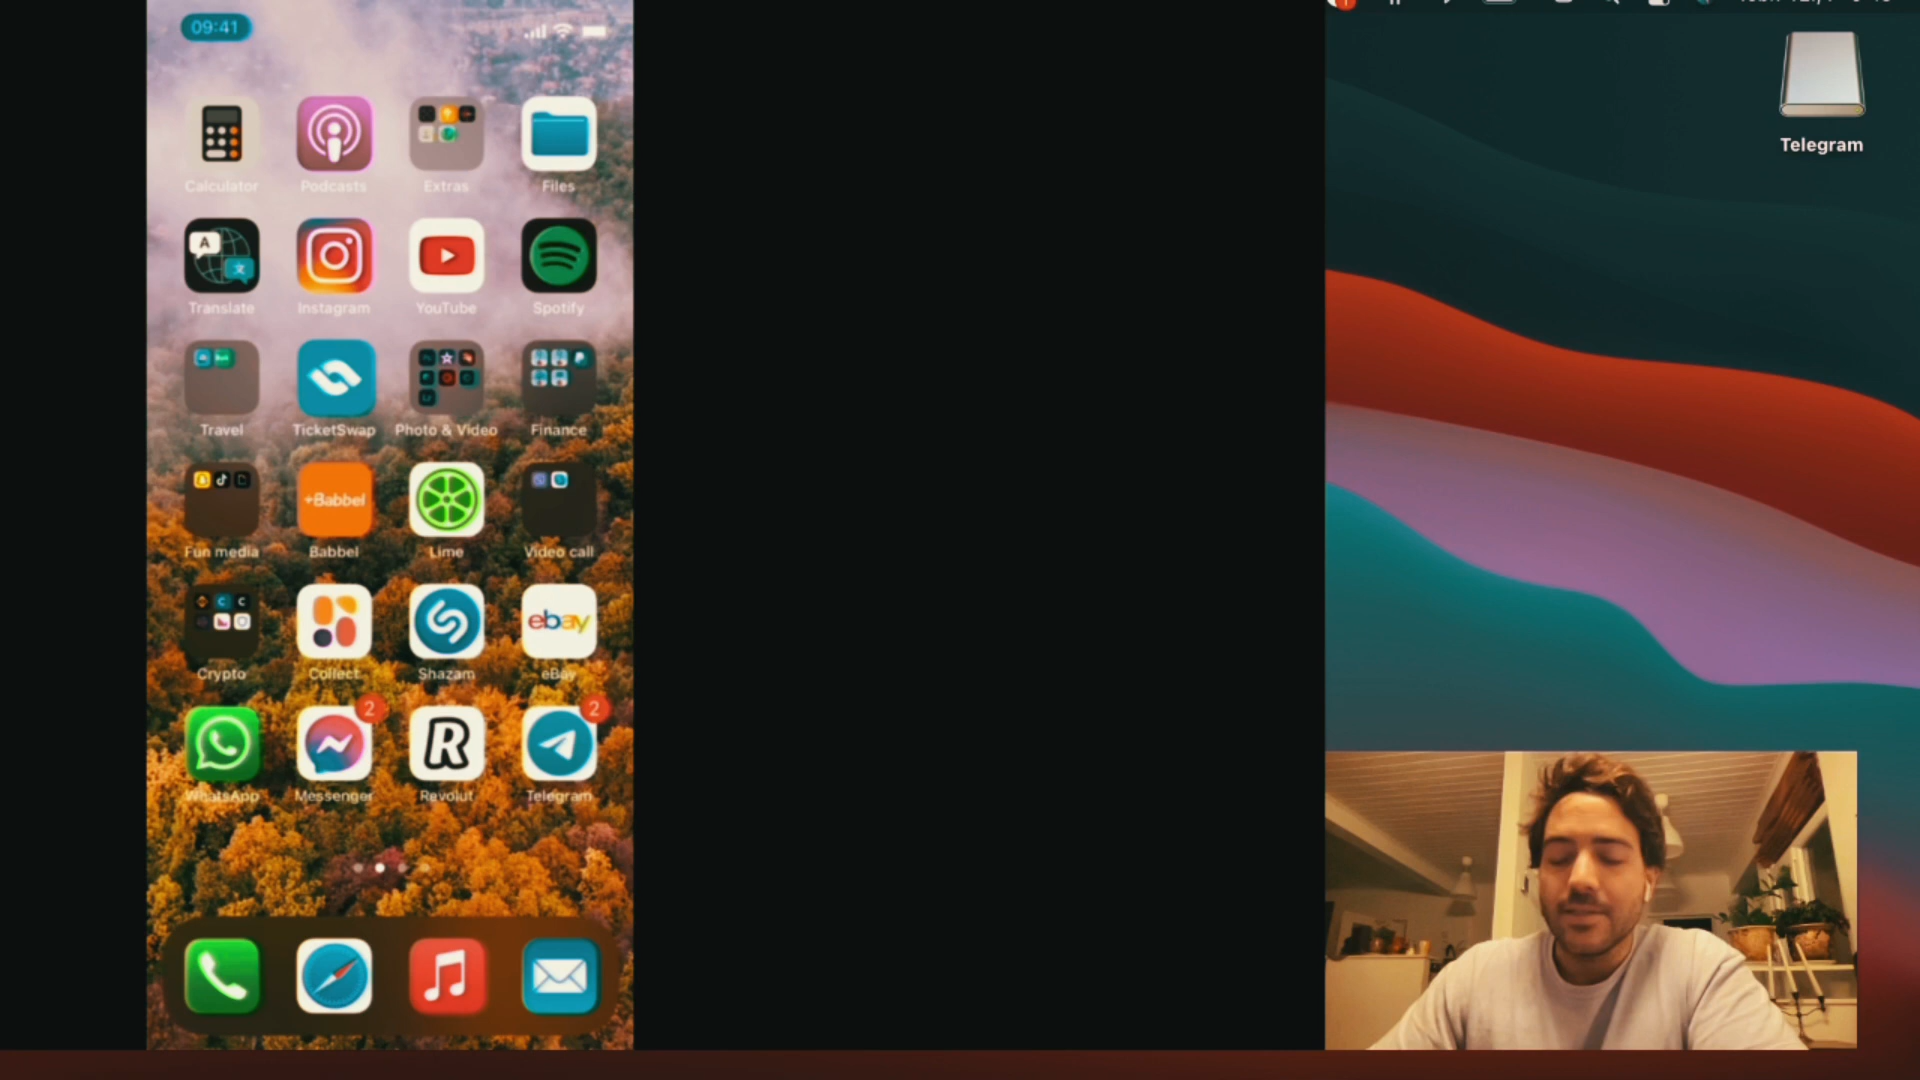 09:41
Calculator Podcasts Extras Files
Translate Instagram YouTube Spotify
Travel TicketSwap Photo & Video Finance
+Babbel
Fun media Babbel Lime Video call
ebay
Crypto Collect Shazam eBay
2 2
WhatsApp Messenger Revolut Telegram
Telegram